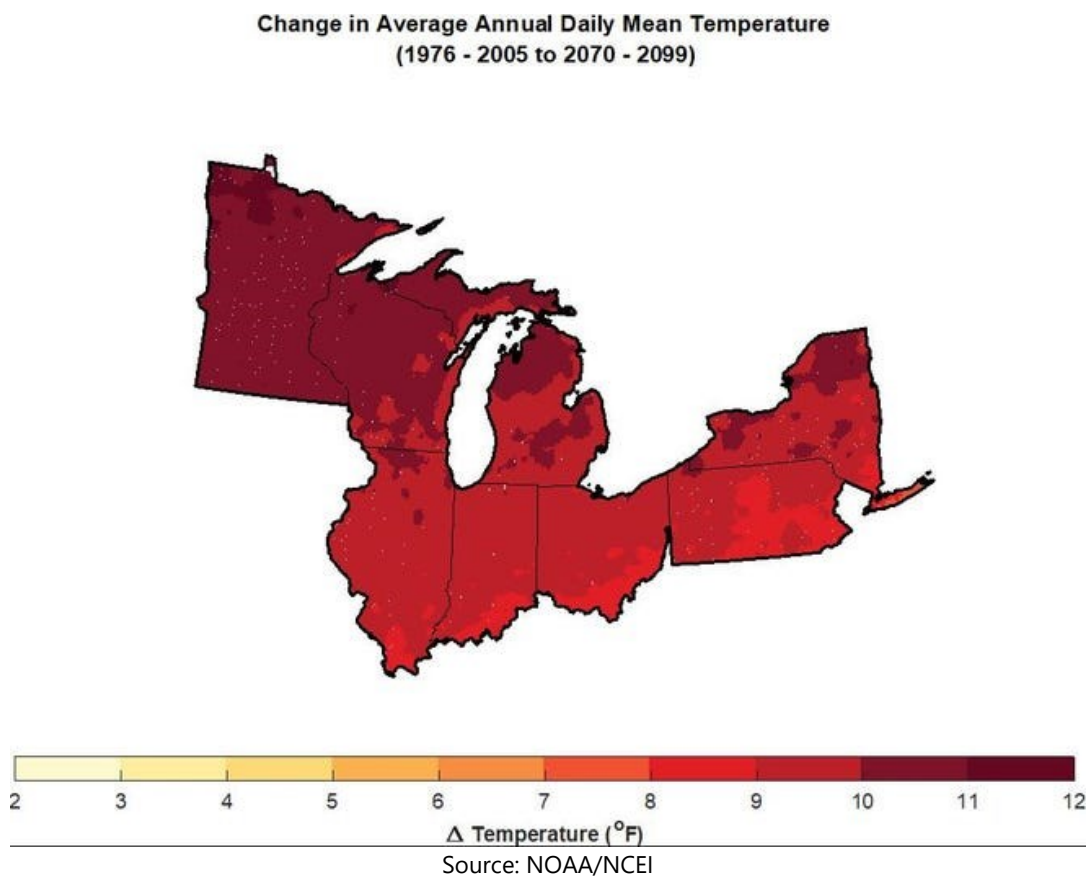 Change in Average Annual Daily Mean Temperature
(1976 - 2005 to 2070 - 2099)
2 3 4 5 6 7 8 9 10 11 12
Δ Temperature (°F)
Source: NOAA/NCEI